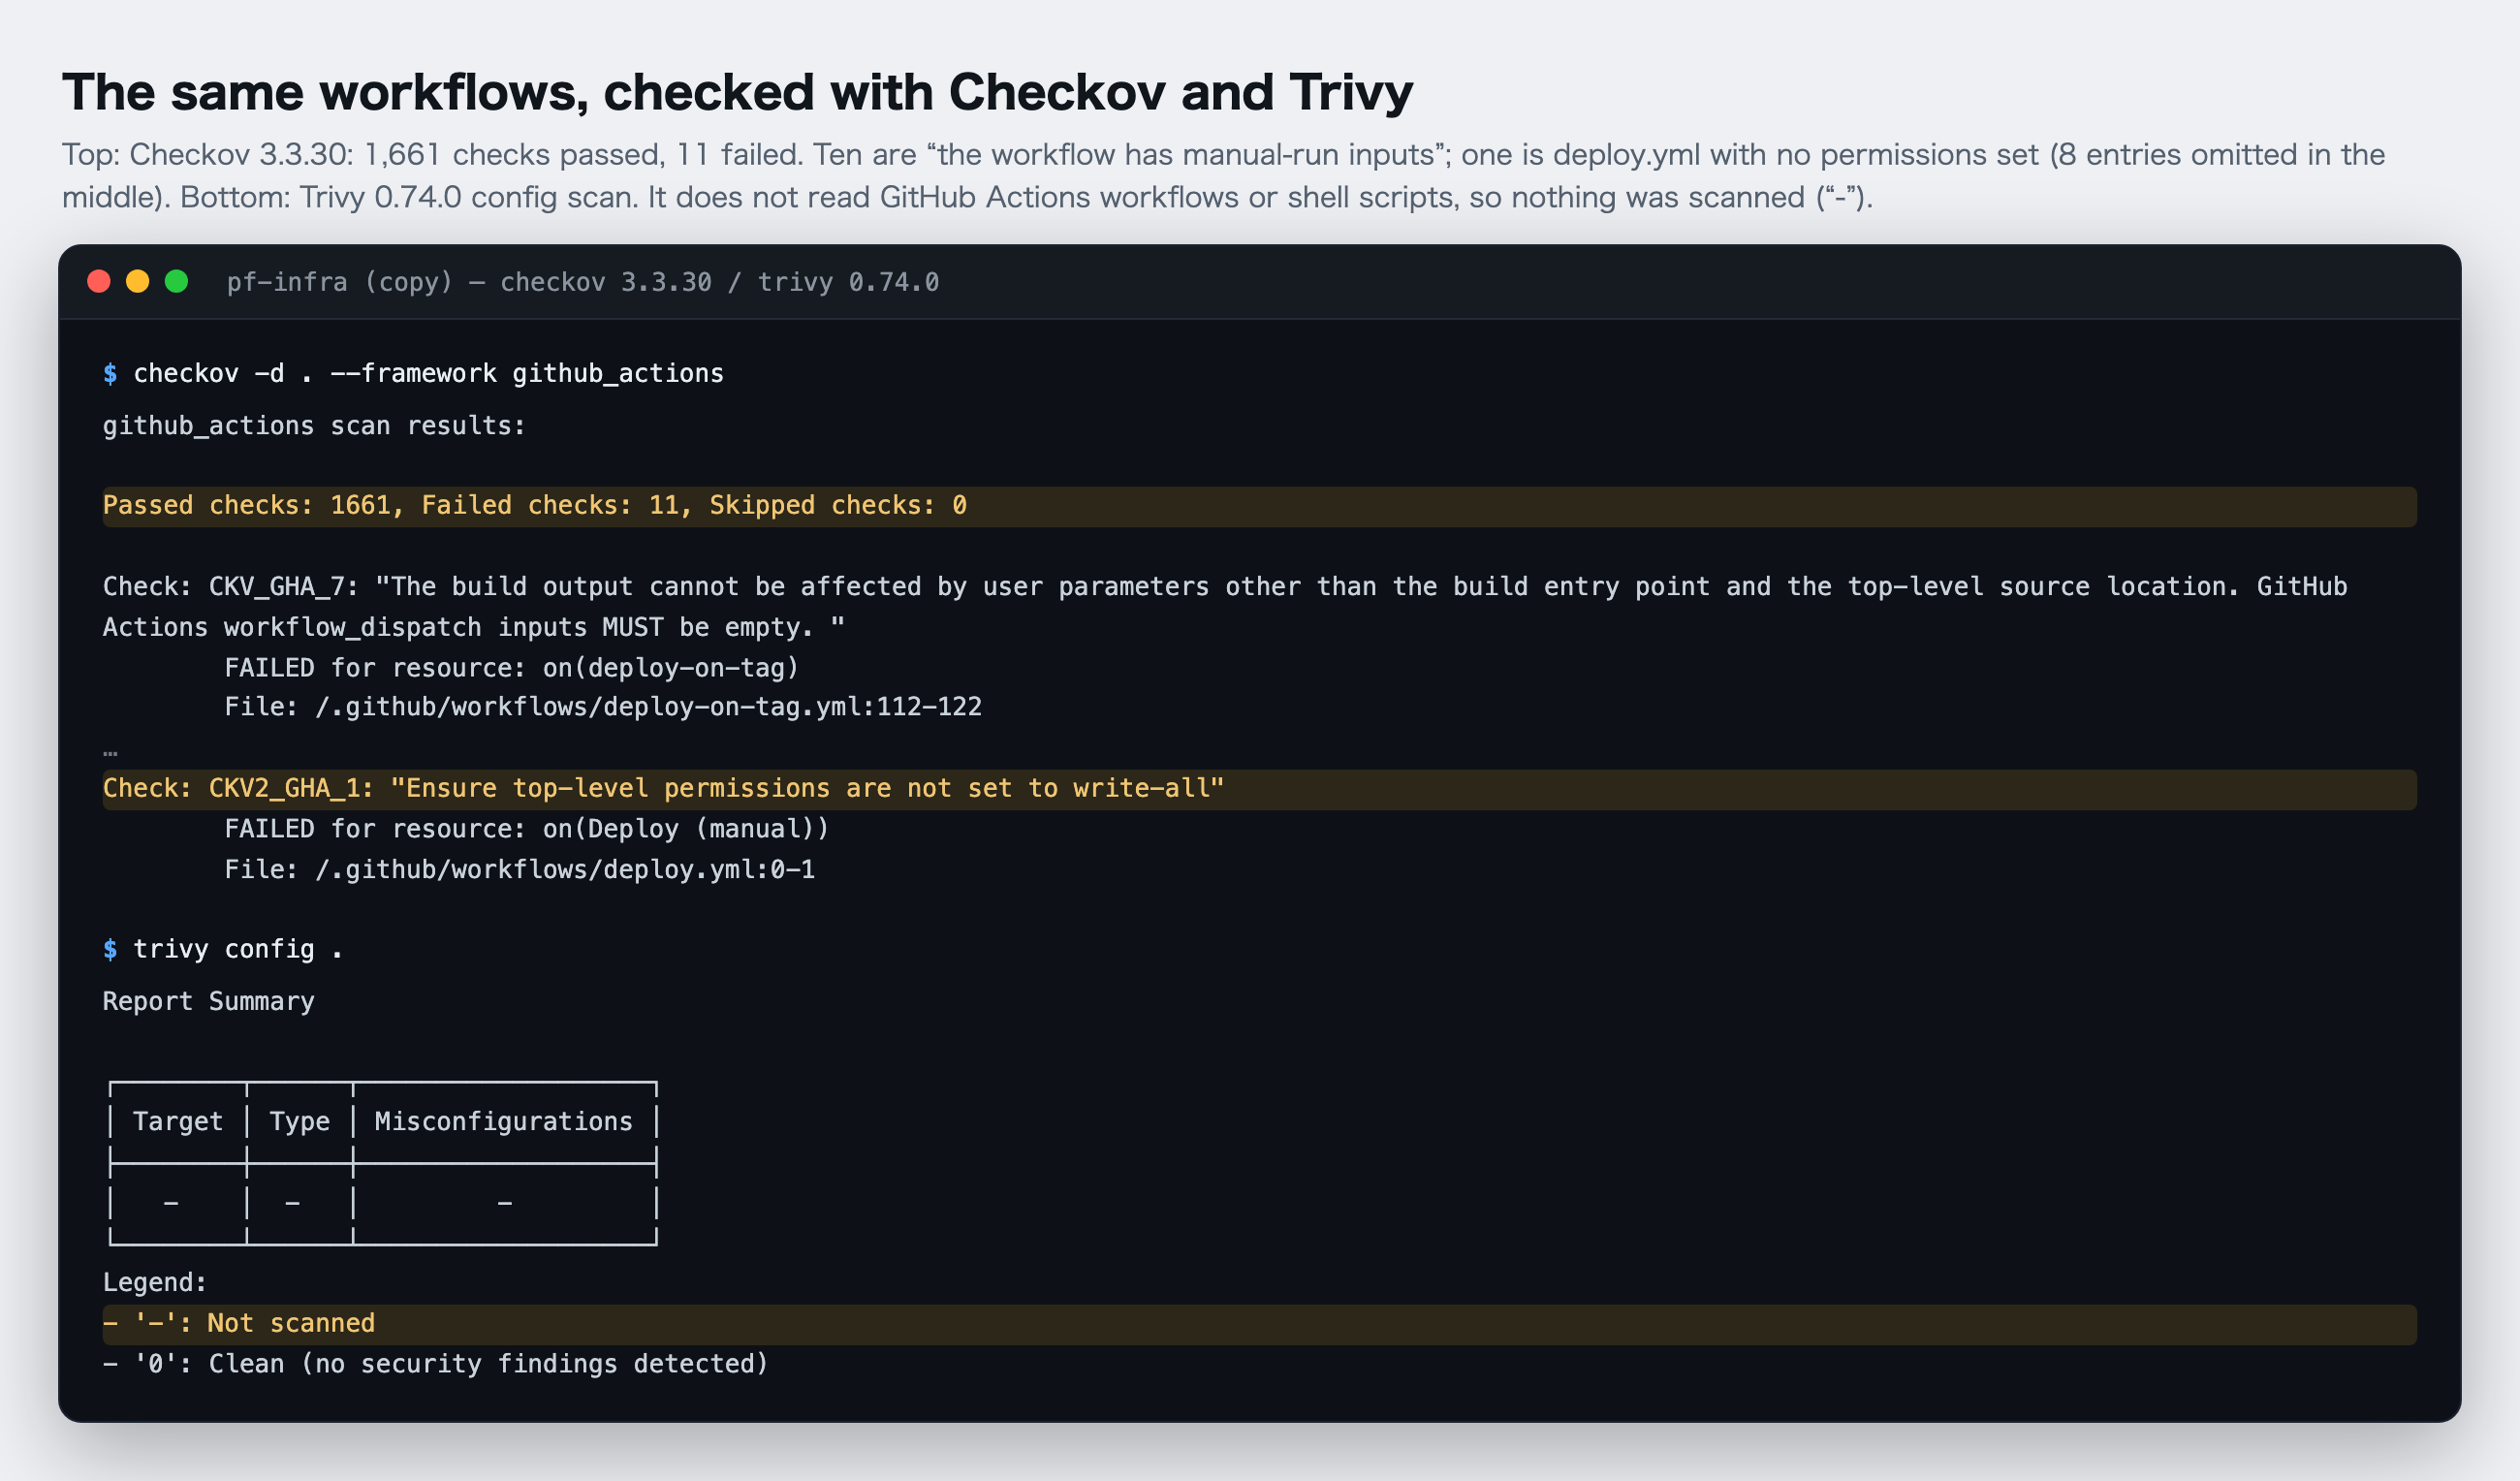 The same workflows, checked with Checkov and Trivy
Top: Checkov 3.3.30: 1,661 checks passed, 11 failed. Ten are “the workflow has manual-run inputs”; one is deploy.yml with no permissions set (8 entries omitted in the
middle). Bottom: Trivy 0.74.0 config scan. It does not read GitHub Actions workflows or shell scripts, so nothing was scanned (“-”).
pf-infra (copy) — checkov 3.3.30 / trivy 0.74.0
$ checkov -d . --framework github_actions
github_actions scan results:
Passed checks: 1661, Failed checks: 11, Skipped checks: 0
Check: CKV_GHA_7: "The build output cannot be affected by user parameters other than the build entry point and the top-level source location. GitHub
Actions workflow_dispatch inputs MUST be empty. "
FAILED for resource: on(deploy-on-tag)
File: /.github/workflows/deploy-on-tag.yml:112-122
…
Check: CKV2_GHA_1: "Ensure top-level permissions are not set to write-all"
FAILED for resource: on(Deploy (manual))
File: /.github/workflows/deploy.yml:0-1
$ trivy config .
Report Summary
│ Target │ Type │ Misconfigurations │
│ - │ - │ - │
Legend:
- '-': Not scanned
- '0': Clean (no security findings detected)